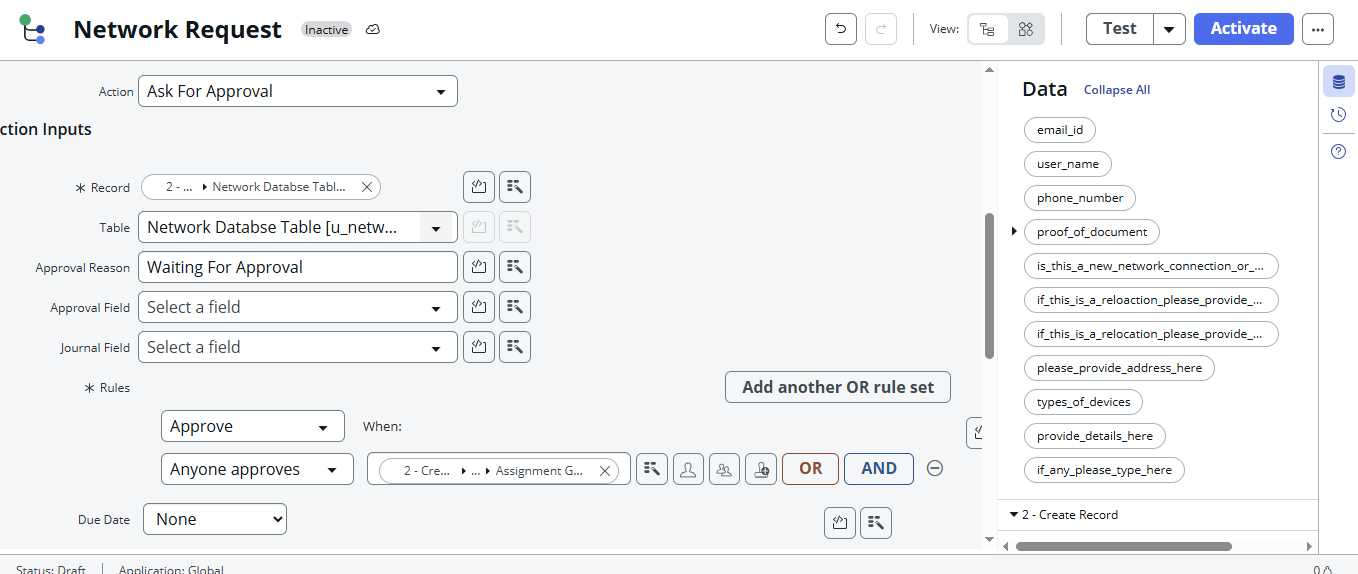 Network Request
Inactive
View:
Test
Activate
Action
Ask For Approval
ction Inputs
Record
2 - ... Network Databse Tabl...
Table
Network Databse Table [u_netw...
Approval Reason
Waiting For Approval
Approval Field
Select a field
Journal Field
Select a field
Rules
Add another OR rule set
Approve
When:
Anyone approves
2 - Cre... ... Assignment G...
OR
AND
Due Date
None
Data
Collapse All
email_id
user_name
phone_number
proof_of_document
is_this_a_new_network_connection_or_...
if_this_is_a_reloaction_please_provide_...
if_this_is_a_relocation_please_provide_...
please_provide_address_here
types_of_devices
provide_details_here
if_any_please_type_here
2 - Create Record
Status: Draft
Application: Global
0